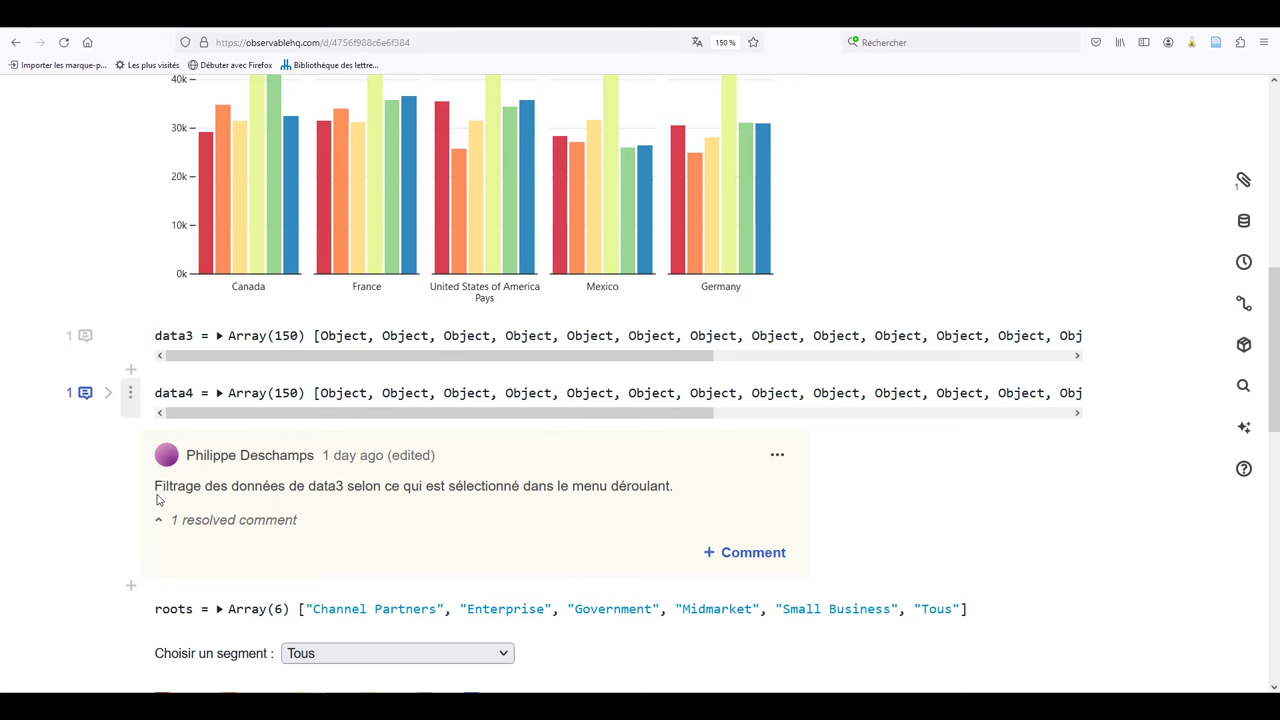 https://observablehq.com/d/4756f988c6e6f384
150 %
Rechercher
Importer les marque-p...
Les plus visités
Débuter avec Firefox
Bibliothèque des lettre...
40k
30k
20k
10k
0k
Canada
France
United States of America
Mexico
Germany
Pays
1
1
data3 = ▶ Array(150) [Object, Object, Object, Object, Object, Object, Object, Object, Object, Object, Object, Object, Obj
1
data4 = ▶ Array(150) [Object, Object, Object, Object, Object, Object, Object, Object, Object, Object, Object, Object, Obj
Philippe Deschamps 1 day ago (edited)
Filtrage des données de data3 selon ce qui est sélectionné dans le menu déroulant.
1 resolved comment
+ Comment
roots = ▶ Array(6) ["Channel Partners", "Enterprise", "Government", "Midmarket", "Small Business", "Tous"]
Choisir un segment : Tous